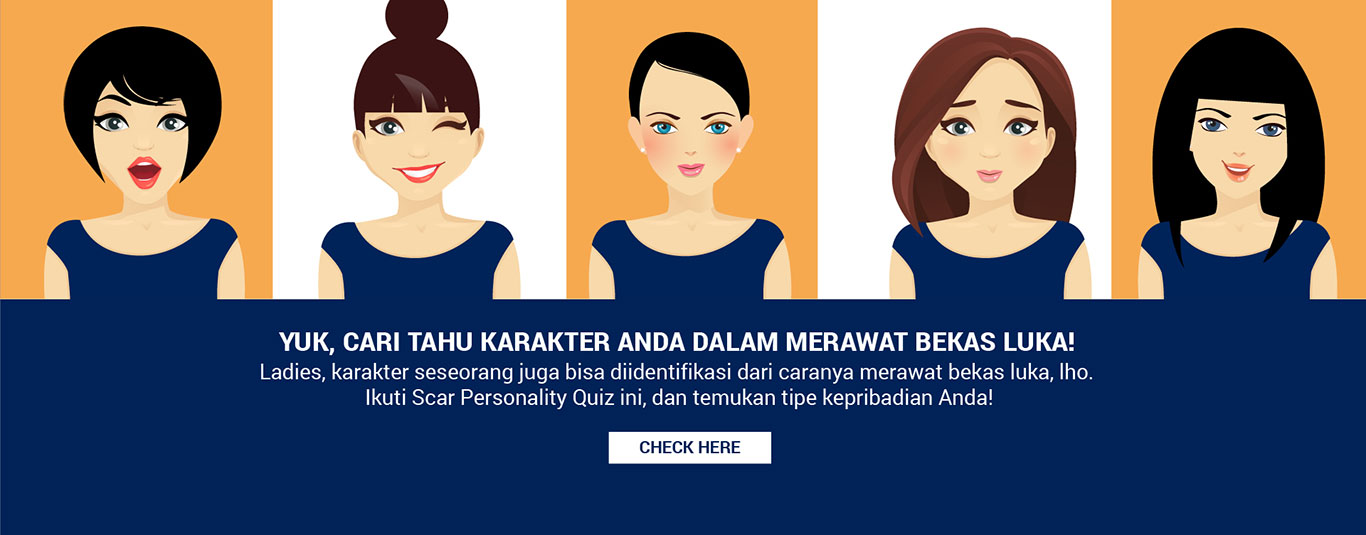 YUK, CARI TAHU KARAKTER ANDA DALAM MERAWAT BEKAS LUKA!
Ladies, karakter seseorang juga bisa diidentifikasi dari caranya merawat bekas luka, lho.
Ikuti Scar Personality Quiz ini, dan temukan tipe kepribadian Anda!
CHECK HERE